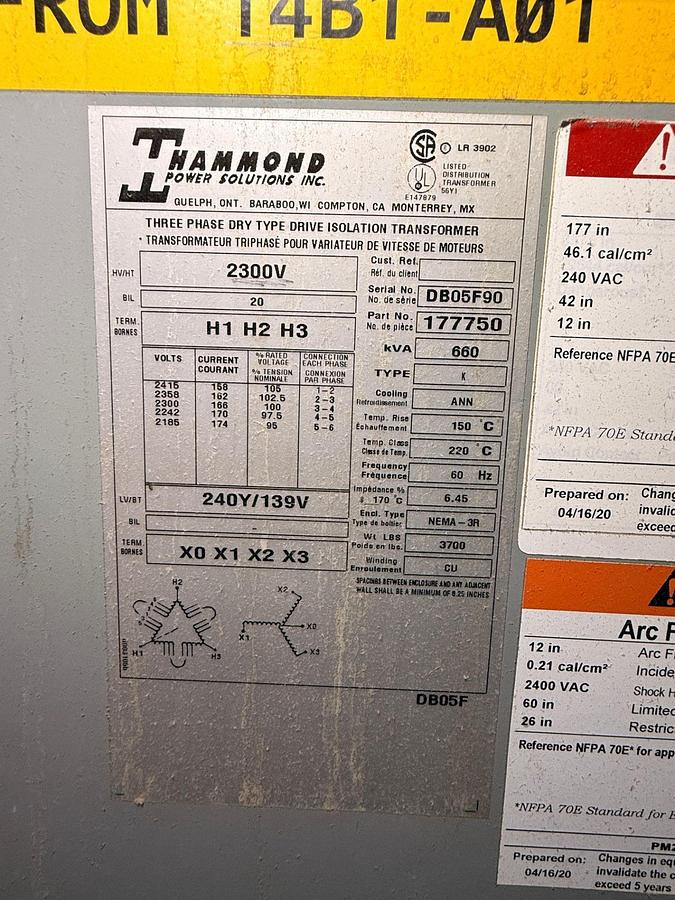 FROM T4B1-A01
HAMMOND
POWER SOLUTIONS INC.
GUELPH, ONT. BARABOO, WI COMPTON, CA MONTERREY, MX
LR 3902
LISTED
DISTRIBUTION
TRANSFORMER
56Y1
E147879
THREE PHASE DRY TYPE DRIVE ISOLATION TRANSFORMER
TRANSFORMATEUR TRIPHASÉ POUR VARIATEUR DE VITESSE DE MOTEURS
HV/HT 2300V
BIL 20
TERM. BORNES H1 H2 H3
VOLTS CURRENT COURANT % RATED VOLTAGE % TENSION NOMINALE CONNECTION EACH PHASE CONNEXION PAR PHASE
2415 158 105 1-2
2358 162 102.5 2-3
2300 166 100 3-4
2242 170 97.5 4-5
2185 174 95 5-6
LV/BT 240Y/139V
BIL -
TERM BORNES X0 X1 X2 X3
Cust. Ref.
Réf. du client
Serial No. No. de série DB05F90
Part No. No. de pièce 177750
kVA 660
TYPE K
Cooling Refroidissement ANN
Temp. Rise Échauffement 150 °C
Temp. Class Classe de Temp. 220 °C
Frequency Fréquence 60 Hz
Impédance % @ 170 °C 6.45
Encl. Type Type de boîtier NEMA-3R
Wt LBS Poids en lbs. 3700
Winding Enroulement CU
SPACINGS BETWEEN ENCLOSURE AND ANY ADJACENT
WALL SHALL BE A MINIMUM OF 6.25 INCHES
H2
H1 H3
X2
X1 X0
X3
DB05F
177 in
46.1 cal/cm²
240 VAC
42 in
12 in
Reference NFPA 70E
*NFPA 70E Standa
Prepared on: Chang
04/16/20 invalid
exceed
Arc F
12 in Arc F
0.21 cal/cm² Incide
2400 VAC Shock H
60 in Limite
26 in Restric
Reference NFPA 70E* for app
*NFPA 70E Standard for E
PM2
Prepared on: Changes in equ
04/16/20 invalidate the c
exceed 5 years